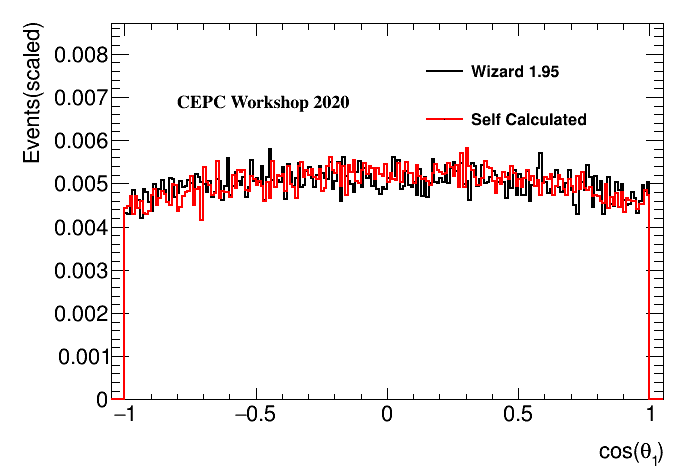 Events(scaled)
0.008
0.007
0.006
0.005
0.004
0.003
0.002
0.001
0
Wizard 1.95
CEPC Workshop 2020
Self Calculated
−1
−0.5
0
0.5
1
cos(θ₁)